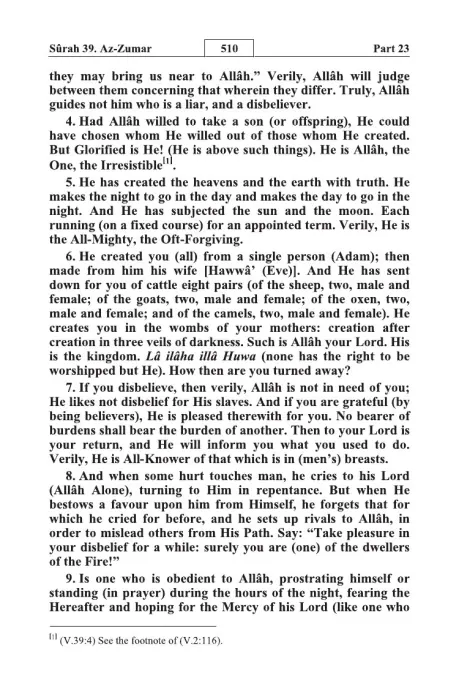 Sûrah 39. Az-Zumar 510 Part 23
they may bring us near to Allâh.” Verily, Allâh will judge
between them concerning that wherein they differ. Truly, Allâh
guides not him who is a liar, and a disbeliever.
4. Had Allâh willed to take a son (or offspring), He could
have chosen whom He willed out of those whom He created.
But Glorified is He! (He is above such things). He is Allâh, the
One, the Irresistible[1].
5. He has created the heavens and the earth with truth. He
makes the night to go in the day and makes the day to go in the
night. And He has subjected the sun and the moon. Each
running (on a fixed course) for an appointed term. Verily, He is
the All-Mighty, the Oft-Forgiving.
6. He created you (all) from a single person (Adam); then
made from him his wife [Hawwâ’ (Eve)]. And He has sent
down for you of cattle eight pairs (of the sheep, two, male and
female; of the goats, two, male and female; of the oxen, two,
male and female; and of the camels, two, male and female). He
creates you in the wombs of your mothers: creation after
creation in three veils of darkness. Such is Allâh your Lord. His
is the kingdom. Lâ ilâha illâ Huwa (none has the right to be
worshipped but He). How then are you turned away?
7. If you disbelieve, then verily, Allâh is not in need of you;
He likes not disbelief for His slaves. And if you are grateful (by
being believers), He is pleased therewith for you. No bearer of
burdens shall bear the burden of another. Then to your Lord is
your return, and He will inform you what you used to do.
Verily, He is All-Knower of that which is in (men’s) breasts.
8. And when some hurt touches man, he cries to his Lord
(Allâh Alone), turning to Him in repentance. But when He
bestows a favour upon him from Himself, he forgets that for
which he cried for before, and he sets up rivals to Allâh, in
order to mislead others from His Path. Say: “Take pleasure in
your disbelief for a while: surely you are (one) of the dwellers
of the Fire!”
9. Is one who is obedient to Allâh, prostrating himself or
standing (in prayer) during the hours of the night, fearing the
Hereafter and hoping for the Mercy of his Lord (like one who
[1] (V.39:4) See the footnote of (V.2:116).